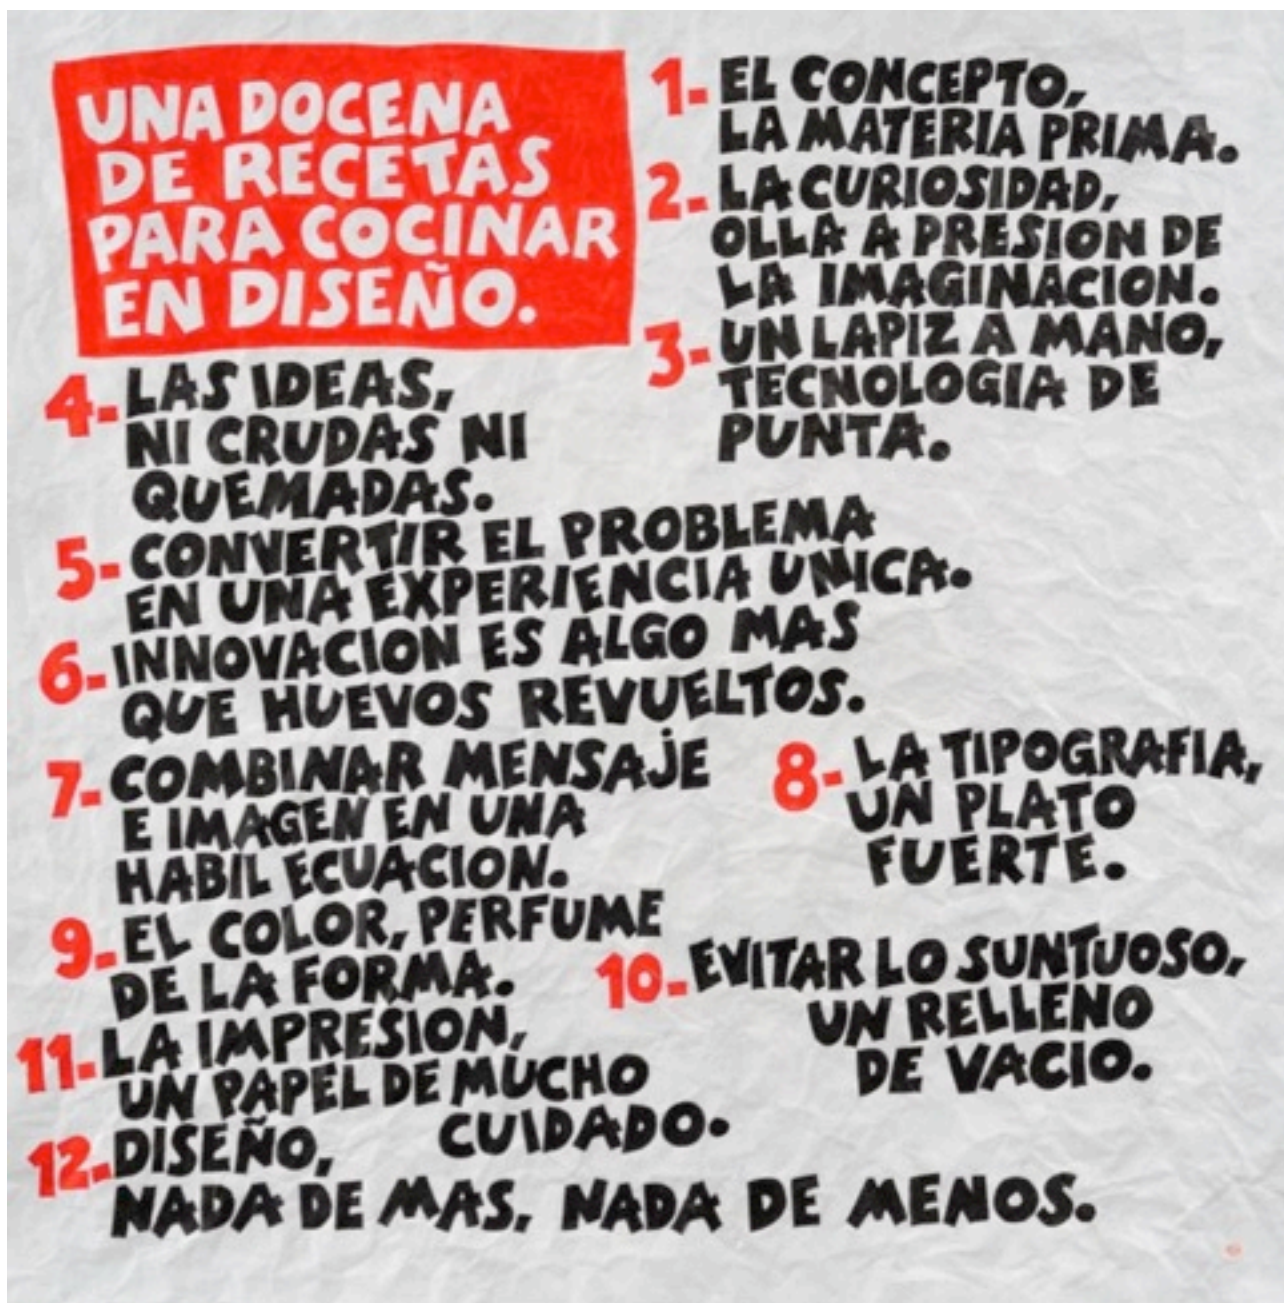 UNA DOCENA
DE RECETAS
PARA COCINAR
EN DISEÑO.
1- EL CONCEPTO,
LA MATERIA PRIMA.
2- LA CURIOSIDAD,
OLLA A PRESION DE
LA IMAGINACION.
3- UN LAPIZ A MANO,
TECNOLOGIA DE
PUNTA.
4- LAS IDEAS,
NI CRUDAS NI
QUEMADAS.
5- CONVERTIR EL PROBLEMA
EN UNA EXPERIENCIA UNICA.
6- INNOVACION ES ALGO MAS
QUE HUEVOS REVUELTOS.
7- COMBINAR MENSAJE
E IMAGEN EN UNA
HABIL ECUACION.
8- LA TIPOGRAFIA,
UN PLATO
FUERTE.
9- EL COLOR, PERFUME
DE LA FORMA.
10- EVITAR LO SUNTUOSO,
UN RELLENO
DE VACIO.
11- LA IMPRESION,
UN PAPEL DE MUCHO
CUIDADO.
12- DISEÑO,
NADA DE MAS, NADA DE MENOS.